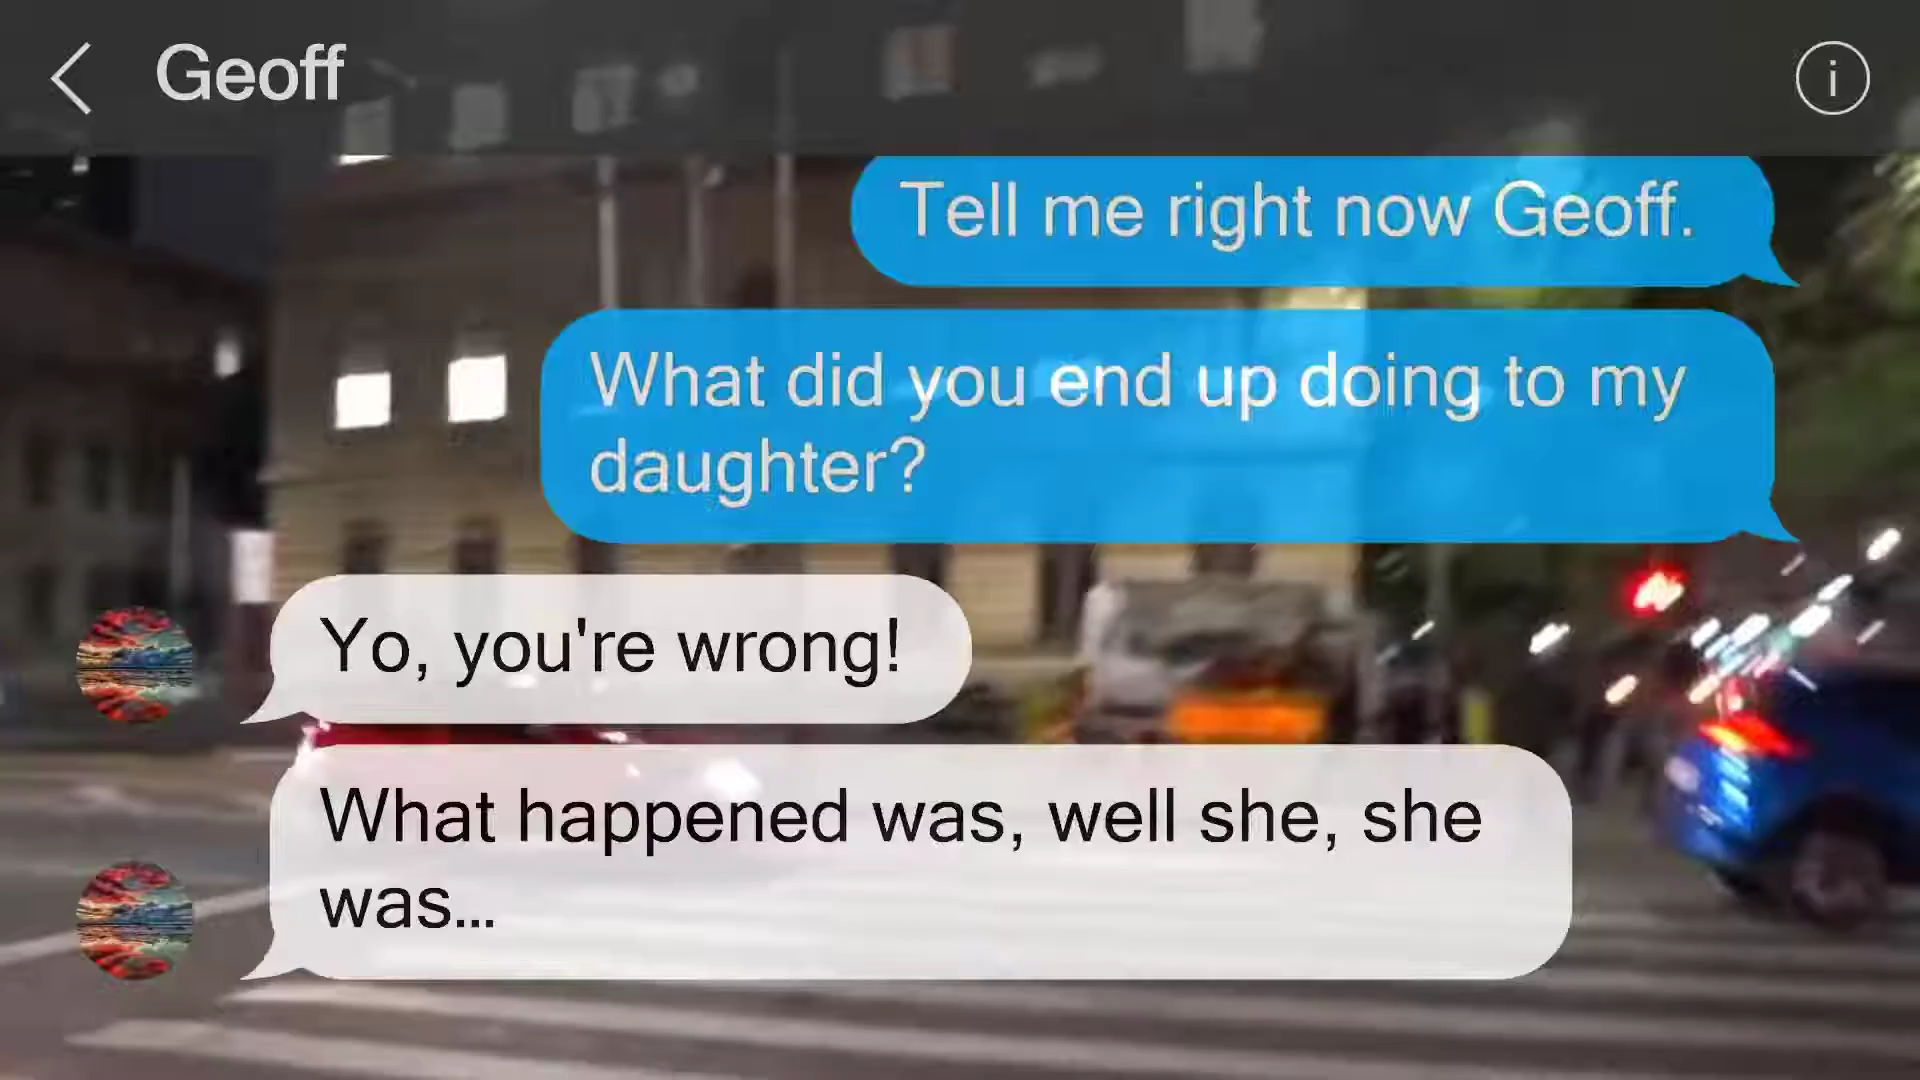 Geoff
Tell me right now Geoff.
What did you end up doing to my
daughter?
Yo, you're wrong!
What happened was, well she, she
was...